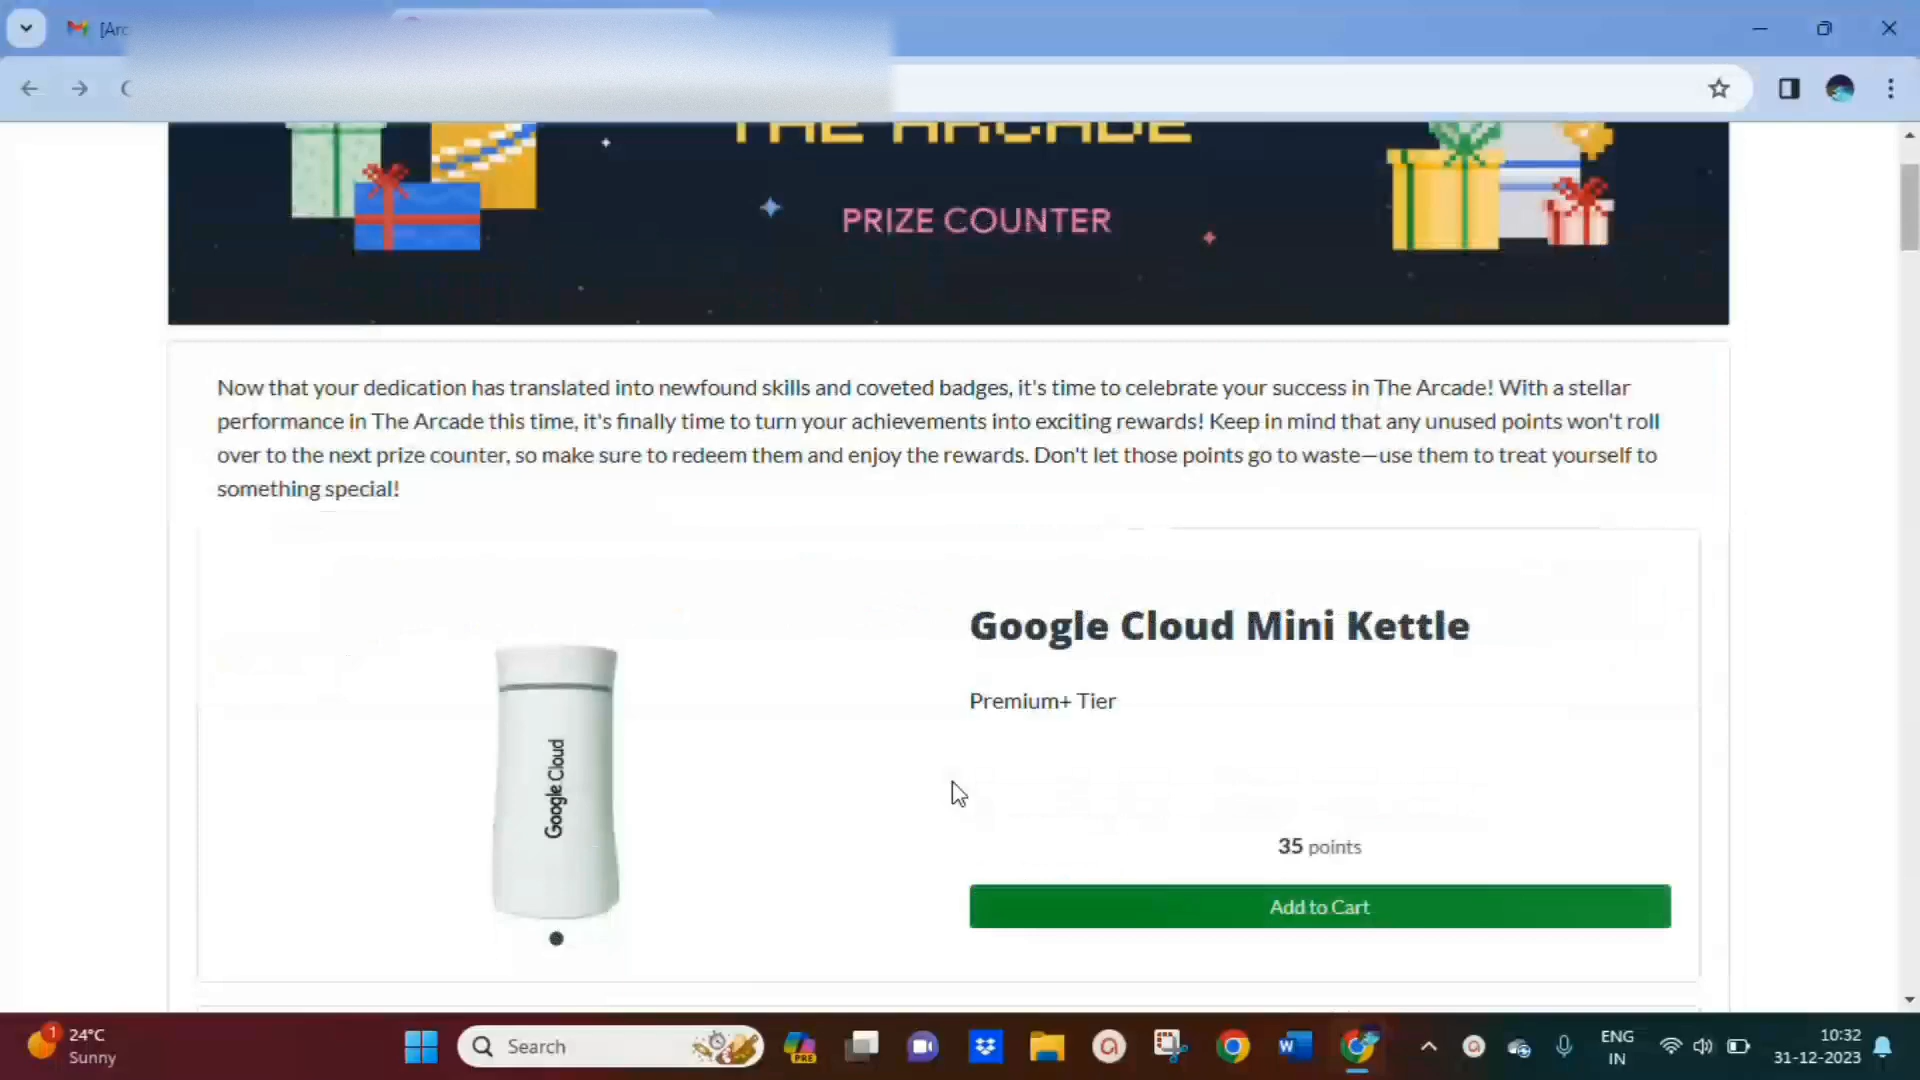 [Arc
THE ARCADE
PRIZE COUNTER
Now that your dedication has translated into newfound skills and coveted badges, it's time to celebrate your success in The Arcade! With a stellar
performance in The Arcade this time, it's finally time to turn your achievements into exciting rewards! Keep in mind that any unused points won't roll
over to the next prize counter, so make sure to redeem them and enjoy the rewards. Don't let those points go to waste—use them to treat yourself to
something special!
Google Cloud Mini Kettle
Premium+ Tier
Google Cloud
35 points
Add to Cart
1
24°C
Sunny
Search
PRE
W
ENG
IN
10:32
31-12-2023